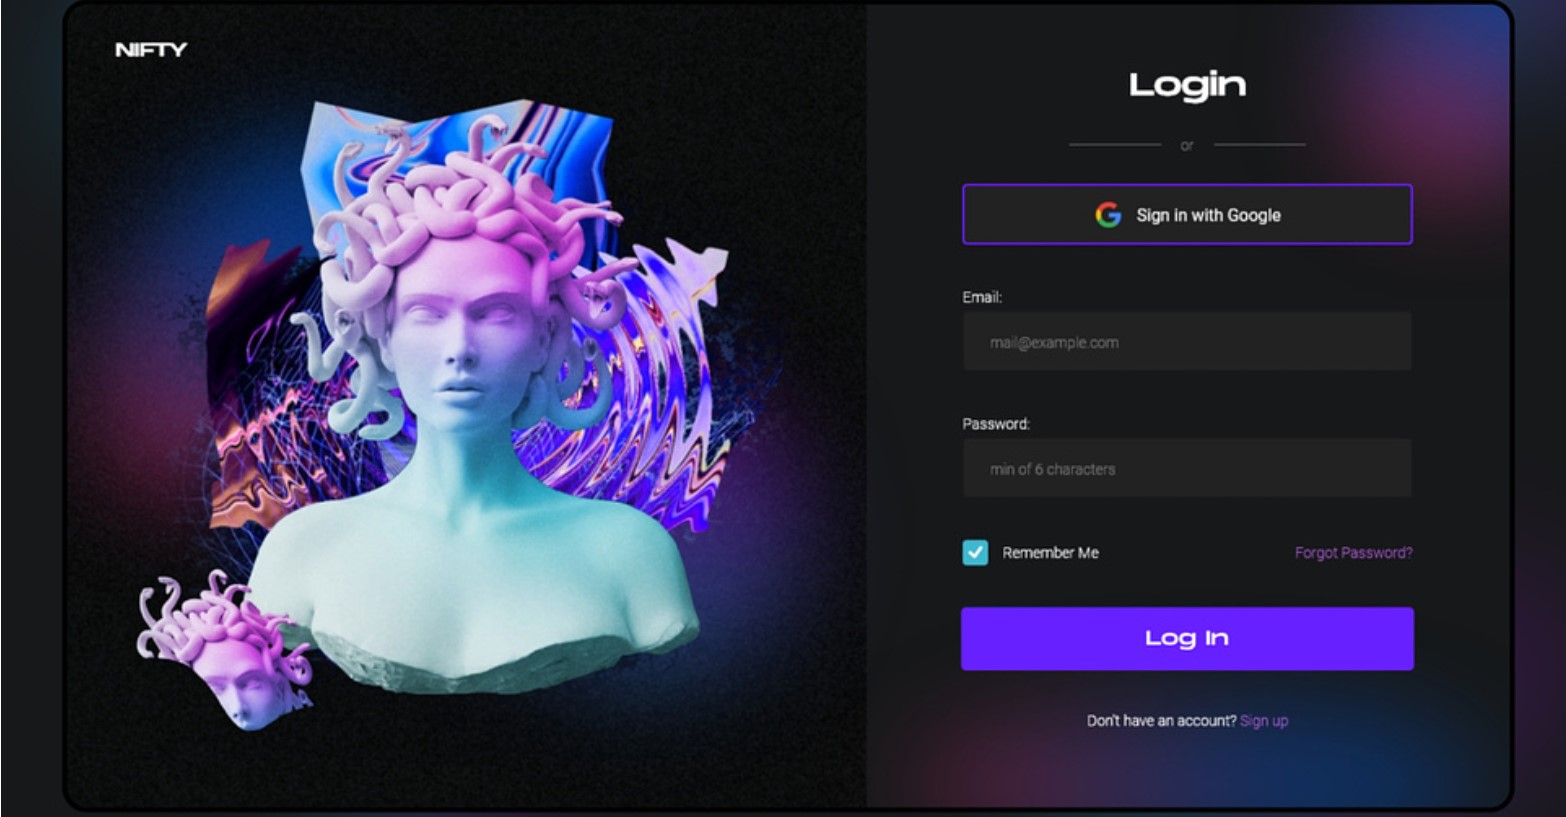 NIFTY
Login
or
Sign in with Google
Email:
mail@example.com
Password:
min of 6 characters
Remember Me
Forgot Password?
Log In
Don't have an account? Sign up